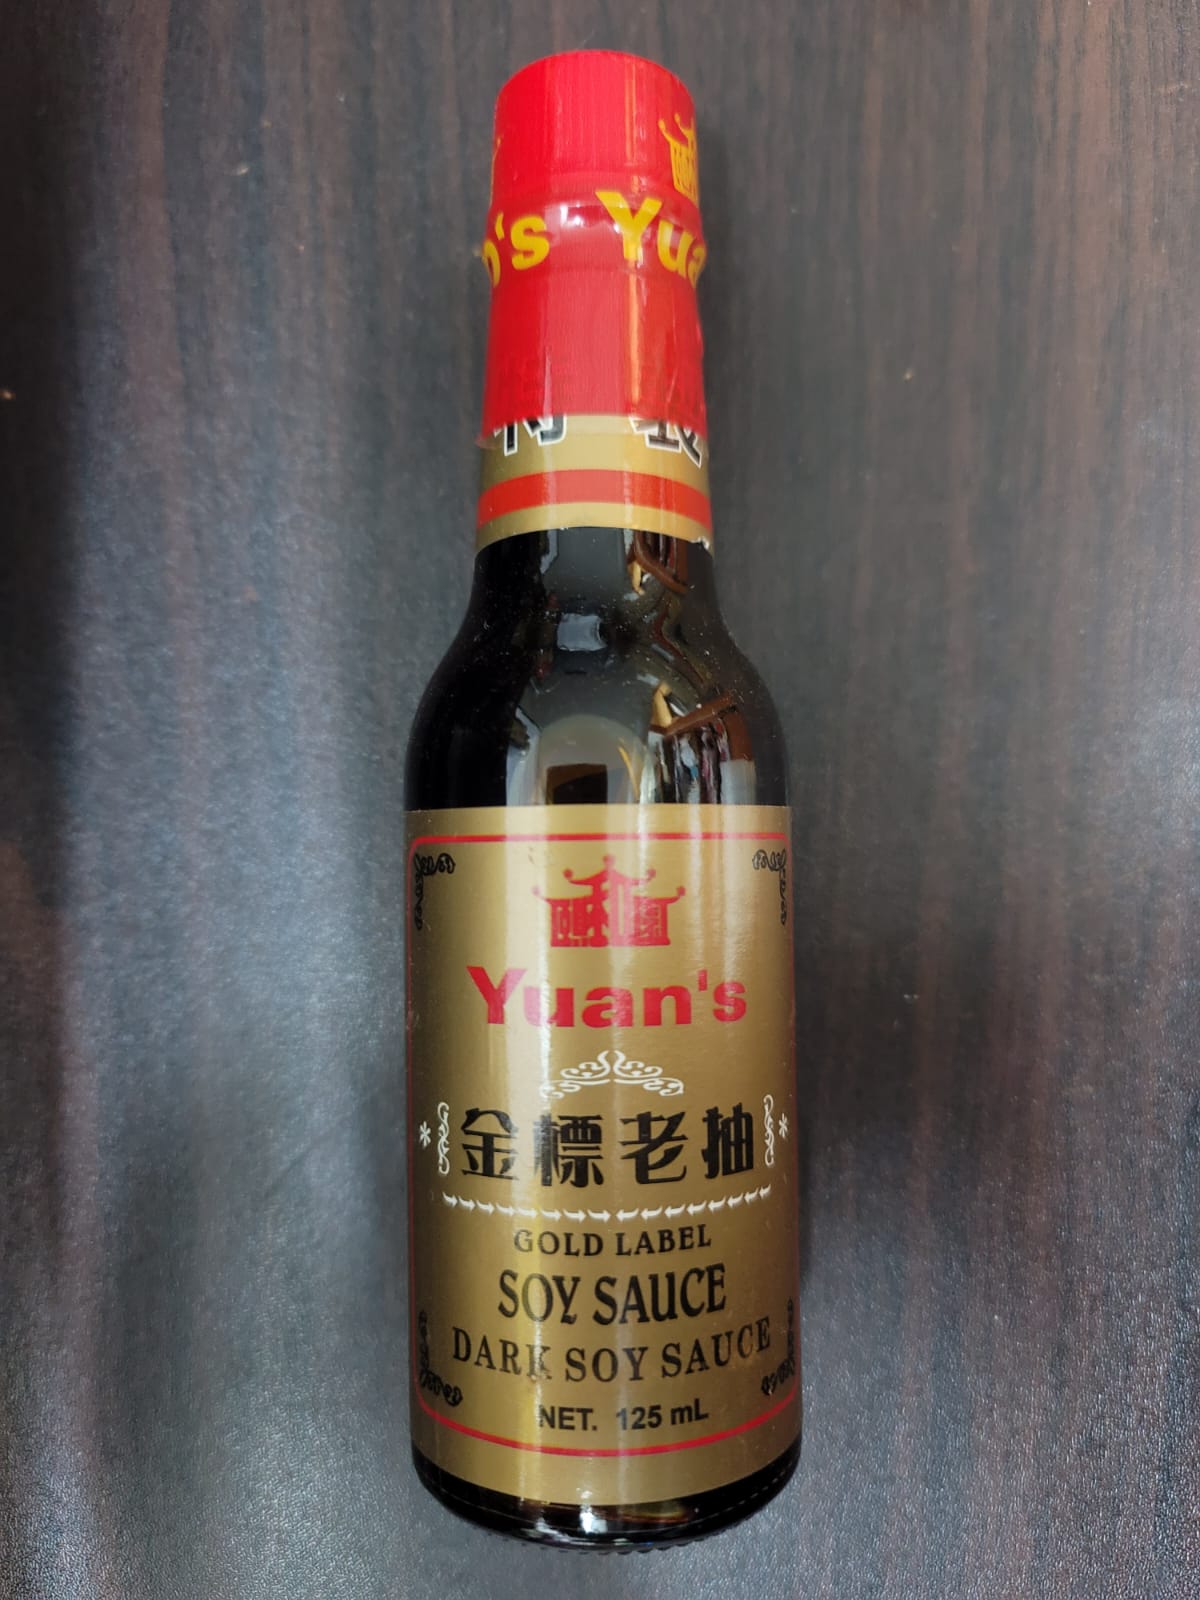 's Yua
Yuan's
金標老抽
GOLD LABEL
SOY SAUCE
DARK SOY SAUCE
NET. 125 mL